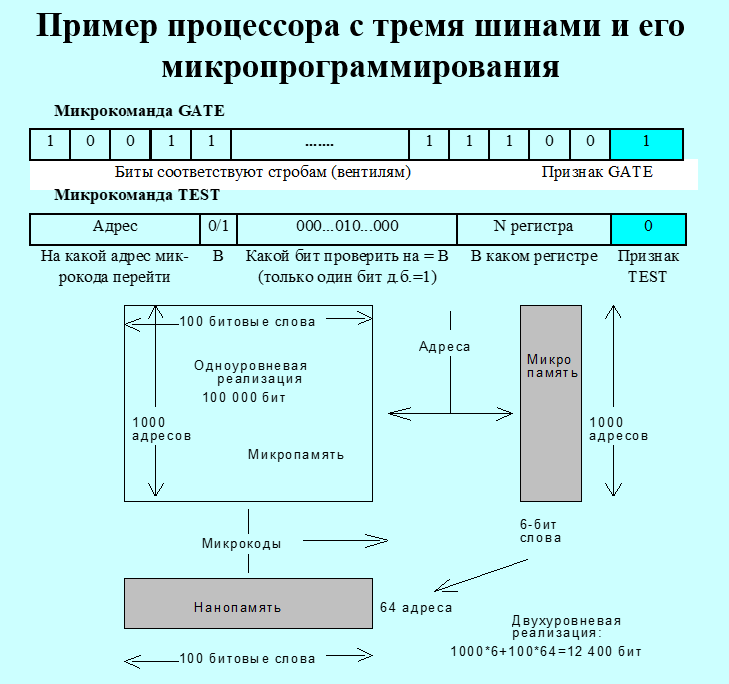 Пример процессора с тремя шинами и его
микропрограммирования
Микрокоманда GATE
1 0 0 1 1 ....... 1 1 1 0 0 1
Биты соответствуют стробам (вентилям) Признак GATE
Микрокоманда TEST
Адрес 0/1 000...010...000 N регистра 0
На какой адрес мик- В Какой бит проверить на = В В каком регистре Признак
рокода перейти (только один бит д.б.=1) TEST
100 битовые слова
Адреса
Одноуровневая
реализация
100 000 бит
Микро
память
1000
адресов
1000
адресов
Микропамять
6-бит
слова
Микрокоды
Нанопамять
64 адреса
Двухуровневая
реализация:
1000*6+100*64=12 400 бит
100 битовые слова